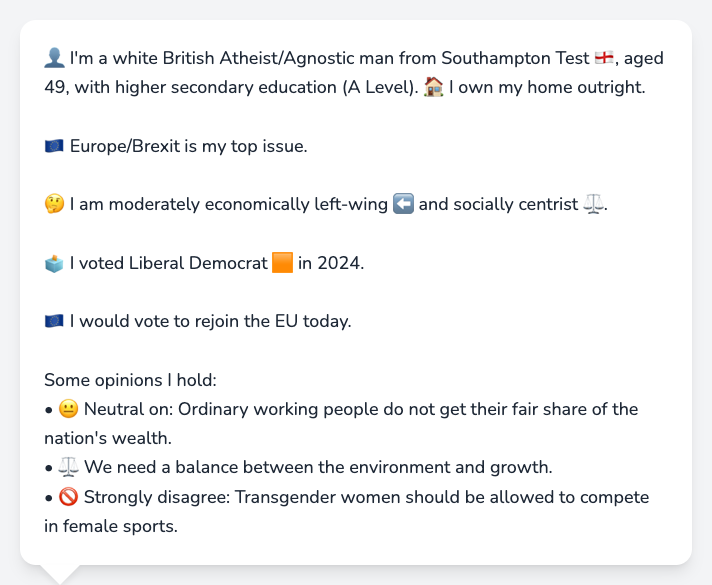 👤 I'm a white British Atheist/Agnostic man from Southampton Test 🏴󠁧󠁢󠁥󠁮󠁧󠁿, aged
49, with higher secondary education (A Level). 🏠 I own my home outright.
🇪🇺 Europe/Brexit is my top issue.
🤔 I am moderately economically left-wing ⬅️ and socially centrist ⚖️.
🗳️ I voted Liberal Democrat 🟧 in 2024.
🇪🇺 I would vote to rejoin the EU today.
Some opinions I hold:
• 😐 Neutral on: Ordinary working people do not get their fair share of the
nation's wealth.
• ⚖️ We need a balance between the environment and growth.
• 🚫 Strongly disagree: Transgender women should be allowed to compete
in female sports.